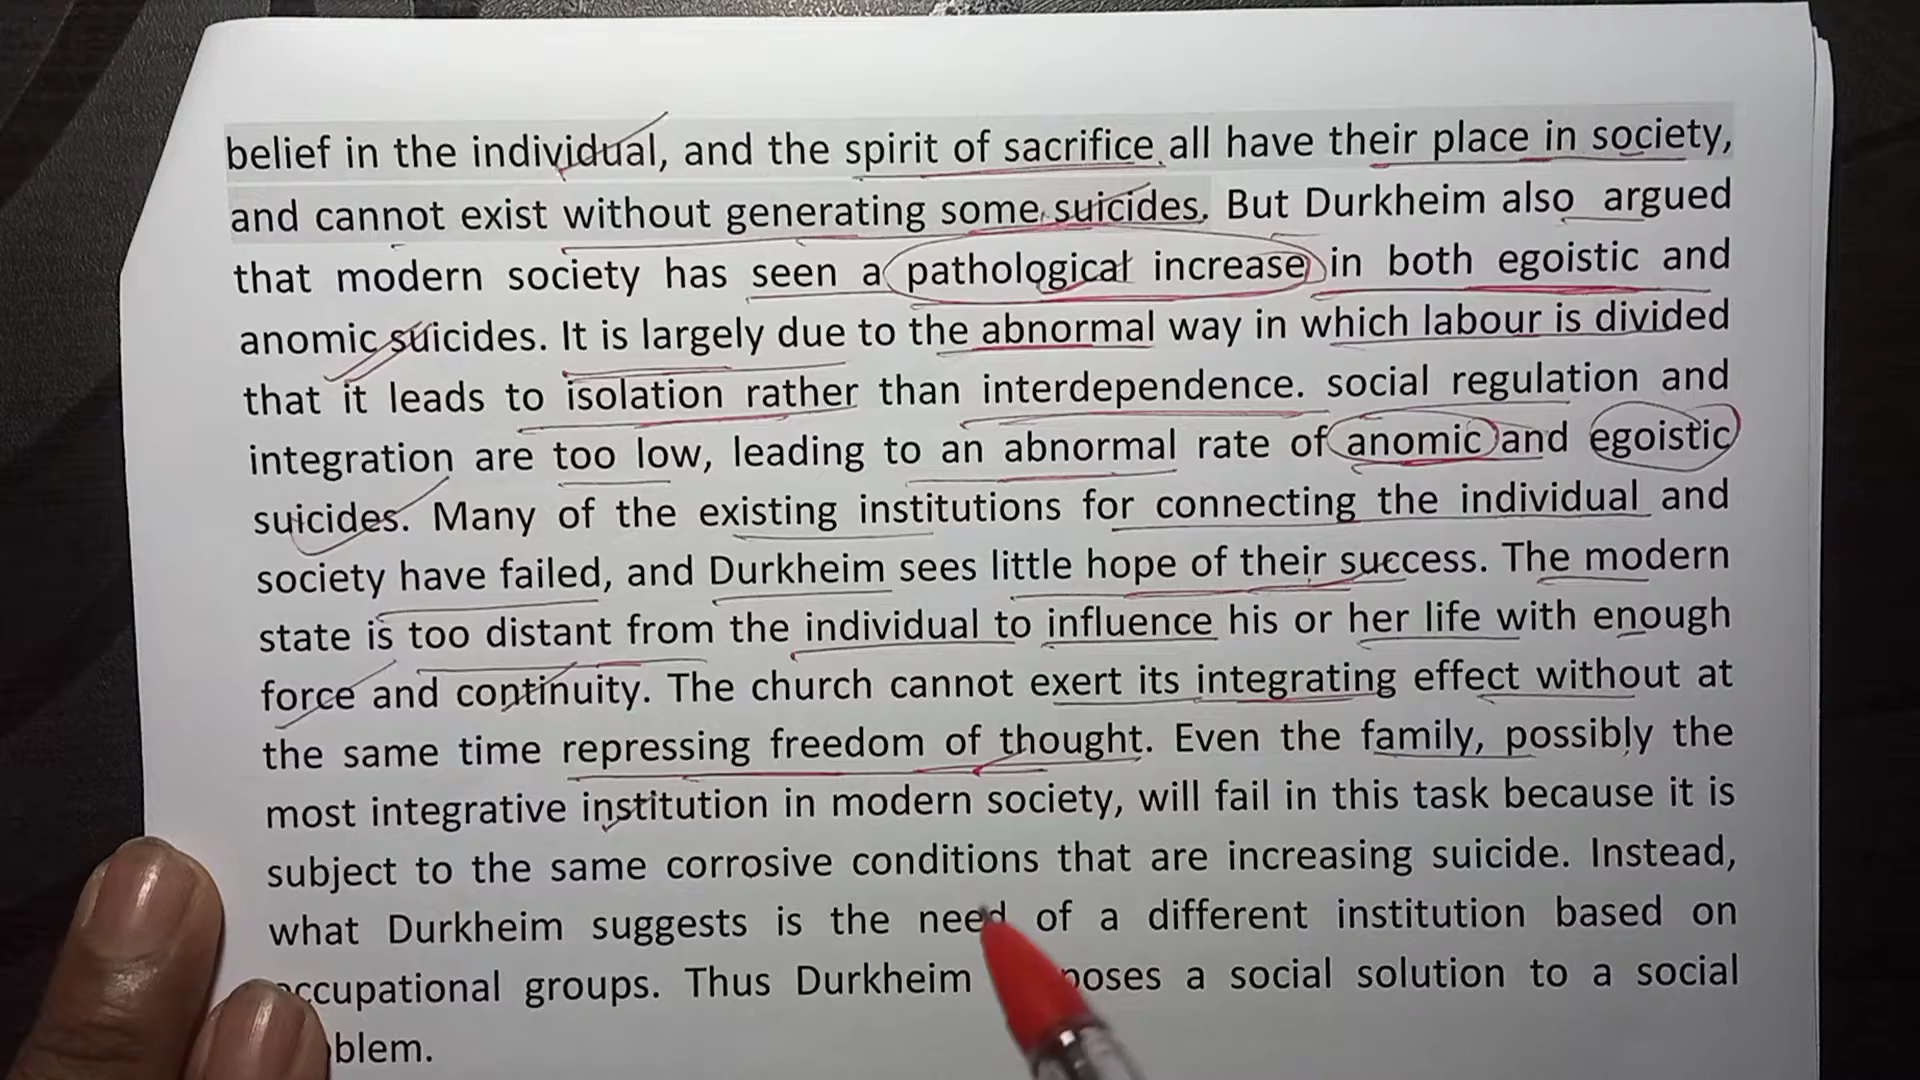 belief in the individual, and the spirit of sacrifice all have their place in society,
and cannot exist without generating some suicides. But Durkheim also argued
that modern society has seen a pathological increase in both egoistic and
anomic suicides. It is largely due to the abnormal way in which labour is divided
that it leads to isolation rather than interdependence. social regulation and
integration are too low, leading to an abnormal rate of anomic and egoistic
suicides. Many of the existing institutions for connecting the individual and
society have failed, and Durkheim sees little hope of their success. The modern
state is too distant from the individual to influence his or her life with enough
force and continuity. The church cannot exert its integrating effect without at
the same time repressing freedom of thought. Even the family, possibly the
most integrative institution in modern society, will fail in this task because it is
subject to the same corrosive conditions that are increasing suicide. Instead,
what Durkheim suggests is the need of a different institution based on
occupational groups. Thus Durkheim a social solution to a social